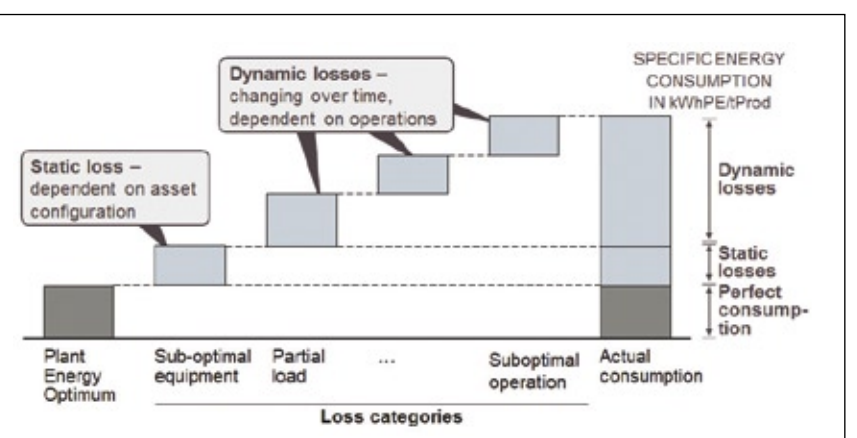 SPECIFIC ENERGY
CONSUMPTION
IN kWhPE/tProd
Dynamic losses –
changing over time,
dependent on operations
Static loss –
dependent on asset
configuration
Dynamic
losses
Static
losses
Perfect
consump-
tion
Plant
Energy
Optimum
Sub-optimal
equipment
Partial
load
...
Suboptimal
operation
Actual
consumption
Loss categories